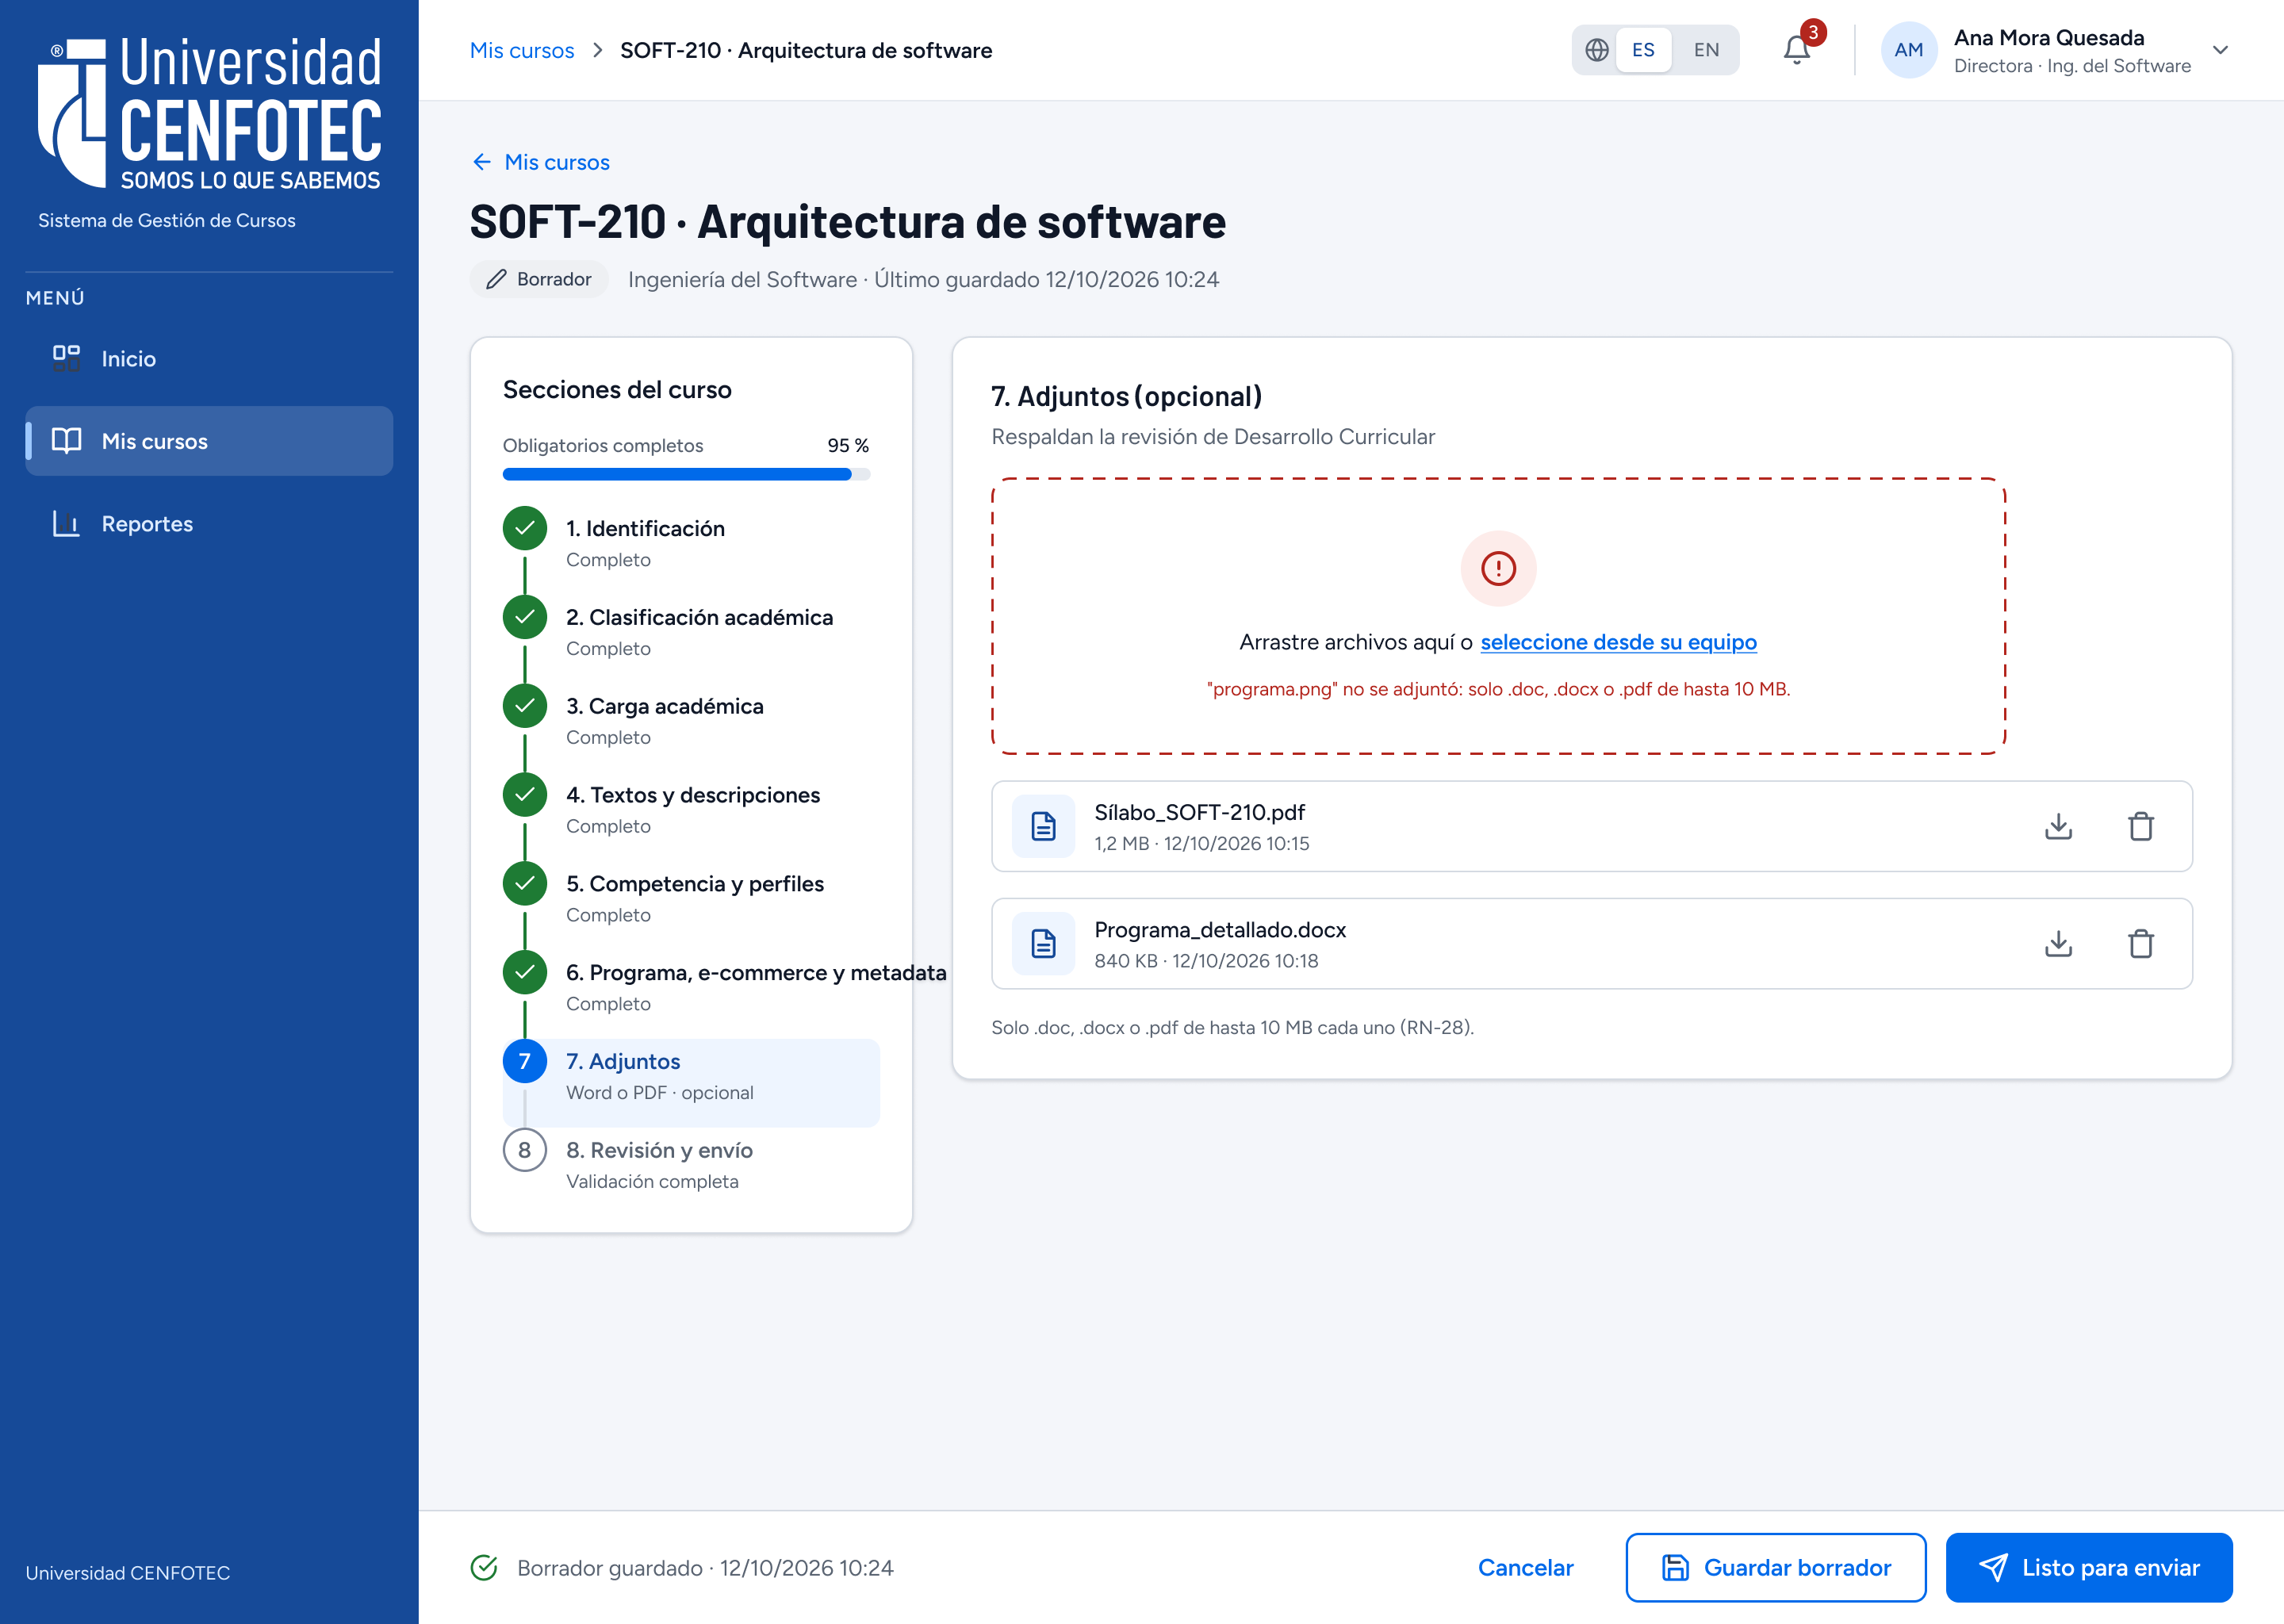 ® Universidad
CENFOTEC
SOMOS LO QUE SABEMOS
Sistema de Gestión de Cursos
MENÚ
Inicio
Mis cursos
Reportes
Universidad CENFOTEC
Mis cursos > SOFT-210 · Arquitectura de software
ES EN
3
AM
Ana Mora Quesada
Directora · Ing. del Software
← Mis cursos
SOFT-210 · Arquitectura de software
Borrador
Ingeniería del Software · Último guardado 12/10/2026 10:24
Secciones del curso
Obligatorios completos 95 %
1. Identificación
Completo
2. Clasificación académica
Completo
3. Carga académica
Completo
4. Textos y descripciones
Completo
5. Competencia y perfiles
Completo
6. Programa, e-commerce y metadata
Completo
7 7. Adjuntos
Word o PDF · opcional
8 8. Revisión y envío
Validación completa
7. Adjuntos (opcional)
Respaldan la revisión de Desarrollo Curricular
Arrastre archivos aquí o seleccione desde su equipo
"programa.png" no se adjuntó: solo .doc, .docx o .pdf de hasta 10 MB.
Sílabo_SOFT-210.pdf
1,2 MB · 12/10/2026 10:15
Programa_detallado.docx
840 KB · 12/10/2026 10:18
Solo .doc, .docx o .pdf de hasta 10 MB cada uno (RN-28).
Borrador guardado · 12/10/2026 10:24
Cancelar
Guardar borrador
Listo para enviar